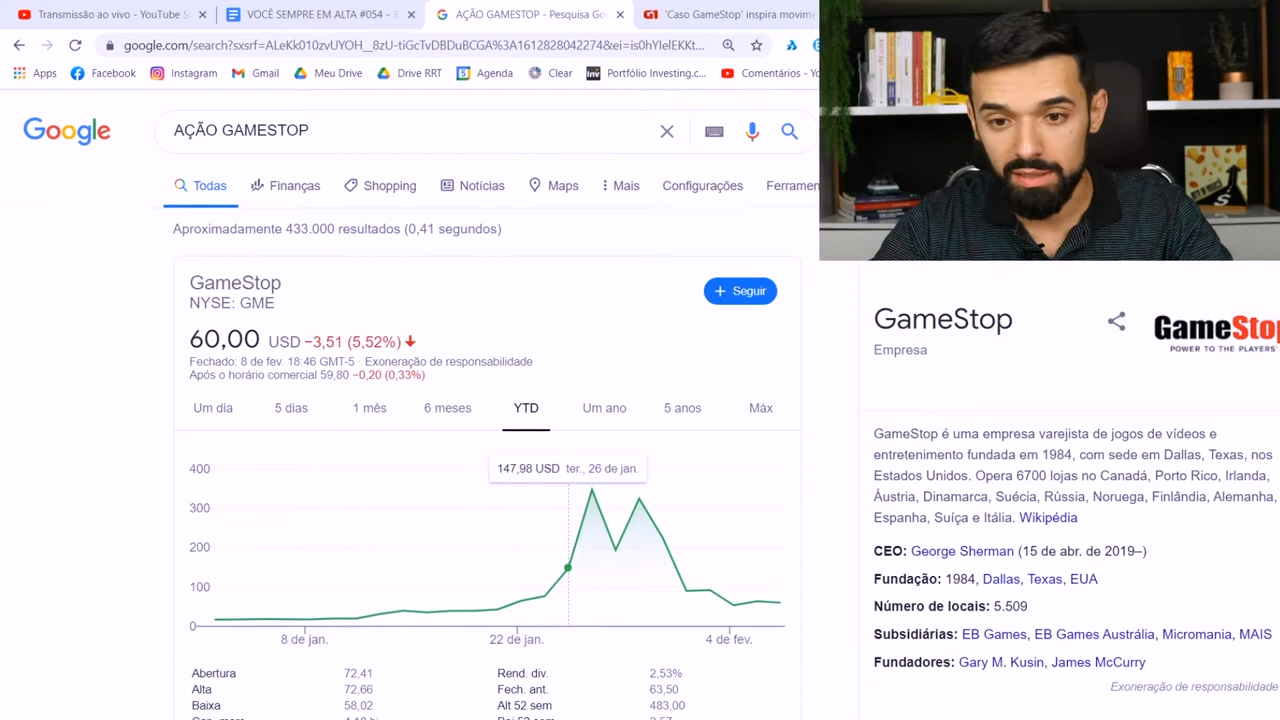 Transmissão ao vivo - YouTube S
VOCÊ SEMPRE EM ALTA #054 - 3
AÇÃO GAMESTOP - Pesquisa Go
'Caso GameStop' inspira movime
google.com/search?sxsrf=ALeKk010zvUYOH__8zU-tiGcTvDBDuBCGA%3A1612828042274&ei=is0hYIelEKKt...
Apps
Facebook
Instagram
Gmail
Meu Drive
Drive RRT
Agenda
Clear
Inv
Portfólio Investing.c...
Comentários - Yo
Google
AÇÃO GAMESTOP
Todas
Finanças
Shopping
Notícias
Maps
Mais
Configurações
Ferramen
Aproximadamente 433.000 resultados (0,41 segundos)
GameStop
NYSE: GME
+ Seguir
60,00 USD −3,51 (5,52%)
Fechado: 8 de fev. 18:46 GMT-5 · Exoneração de responsabilidade
Após o horário comercial 59,80 −0,20 (0,33%)
Um dia
5 dias
1 mês
6 meses
YTD
Um ano
5 anos
Máx
147,98 USD ter., 26 de jan.
400
300
200
100
0
8 de jan.
22 de jan.
4 de fev.
Abertura 72,41
Rend. div. 2,53%
Alta 72,66
Fech. ant. 63,50
Baixa 58,02
Alt 52 sem 483,00
GameStop
Empresa
GameStop
POWER TO THE PLAYERS
GameStop é uma empresa varejista de jogos de vídeos e
entretenimento fundada em 1984, com sede em Dallas, Texas, nos
Estados Unidos. Opera 6700 lojas no Canadá, Porto Rico, Irlanda,
Áustria, Dinamarca, Suécia, Rússia, Noruega, Finlândia, Alemanha,
Espanha, Suíça e Itália. Wikipédia
CEO: George Sherman (15 de abr. de 2019–)
Fundação: 1984, Dallas, Texas, EUA
Número de locais: 5.509
Subsidiárias: EB Games, EB Games Austrália, Micromania, MAIS
Fundadores: Gary M. Kusin, James McCurry
Exoneração de responsabilidade